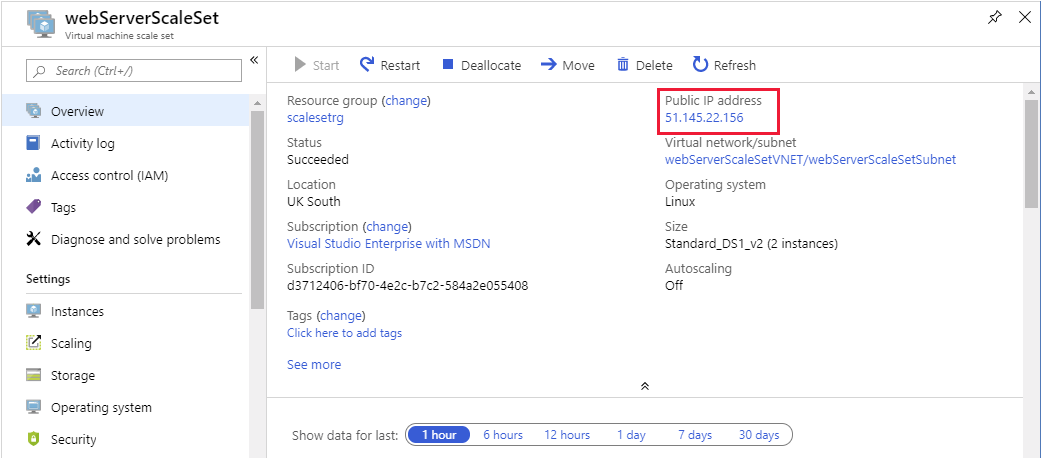 webServerScaleSet
Virtual machine scale set
Search (Ctrl+/)
«
Overview
Activity log
Access control (IAM)
Tags
Diagnose and solve problems
Settings
Instances
Scaling
Storage
Operating system
Security
Start Restart Deallocate Move Delete Refresh
Resource group (change)
scalesetrg
Status
Succeeded
Location
UK South
Subscription (change)
Visual Studio Enterprise with MSDN
Subscription ID
d3712406-bf70-4e2c-b7c2-584a2e055408
Tags (change)
Click here to add tags
See more
Public IP address
51.145.22.156
Virtual network/subnet
webServerScaleSetVNET/webServerScaleSetSubnet
Operating system
Linux
Size
Standard_DS1_v2 (2 instances)
Autoscaling
Off
Show data for last: 1 hour 6 hours 12 hours 1 day 7 days 30 days